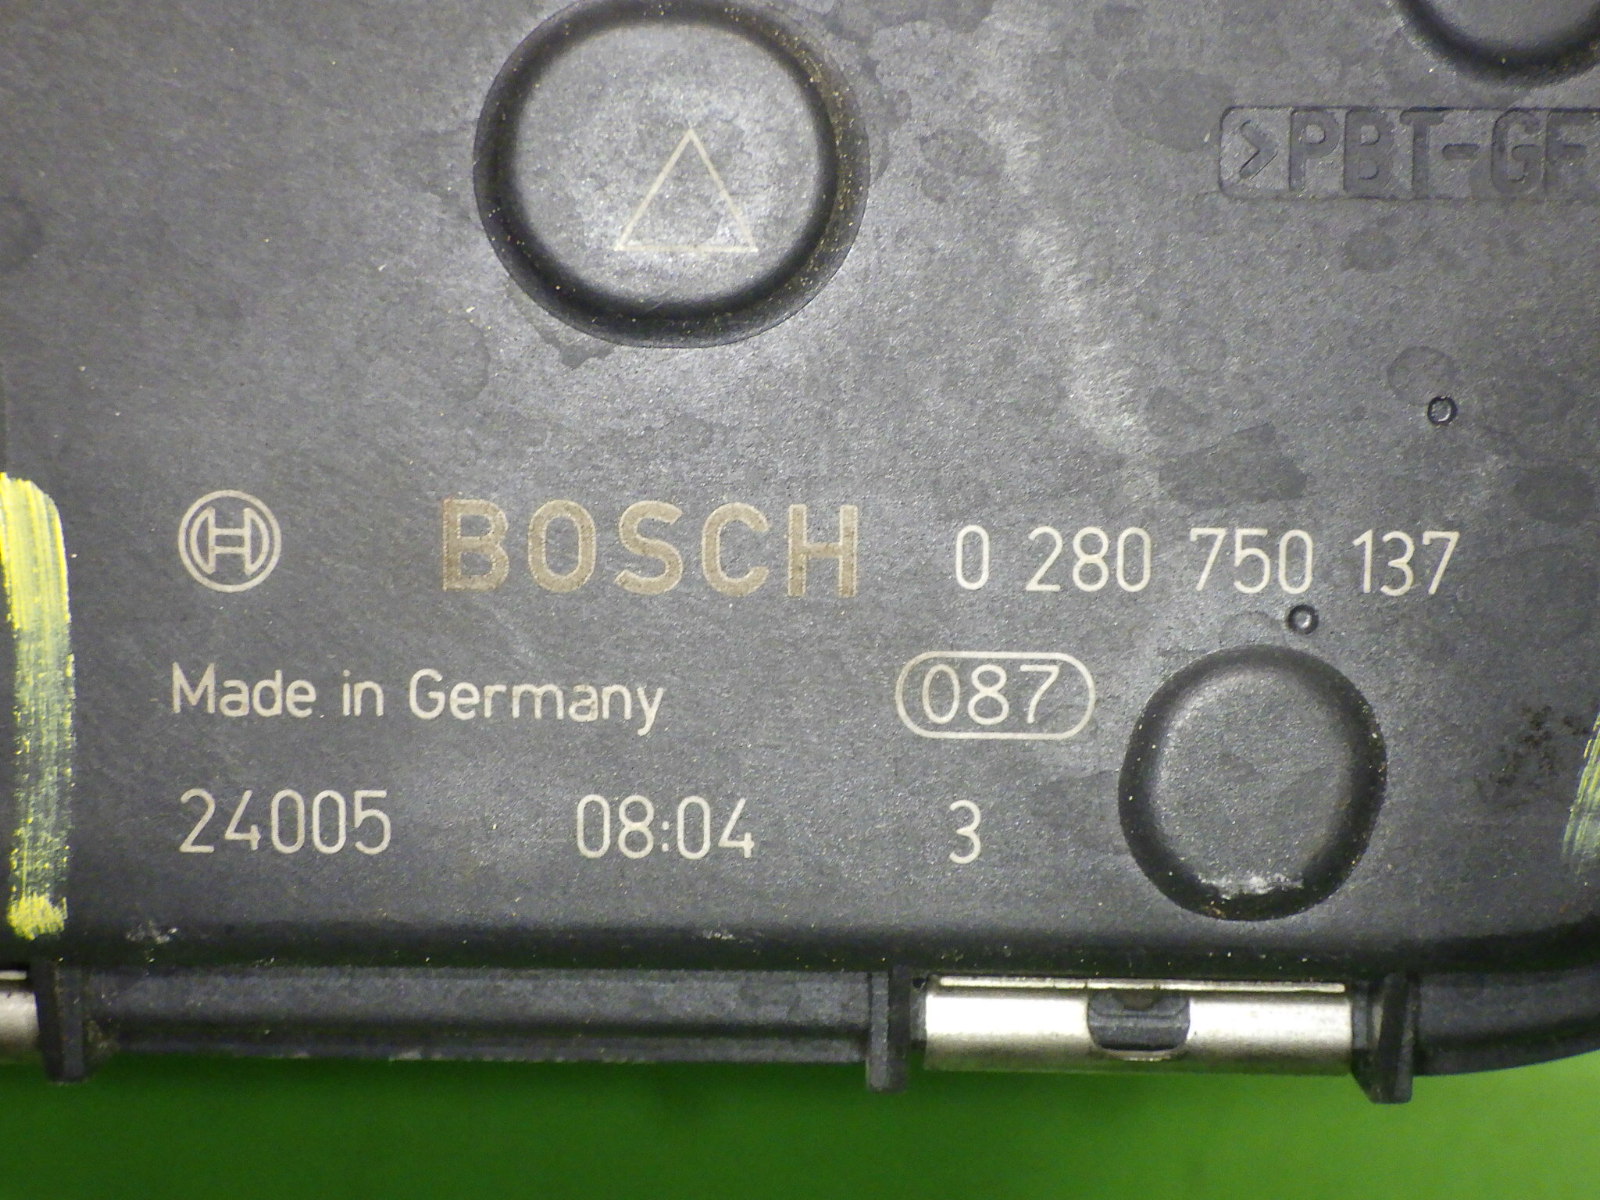 >PBT-GF
BOSCH 0 280 750 137
Made in Germany 087
24005 08:04 3